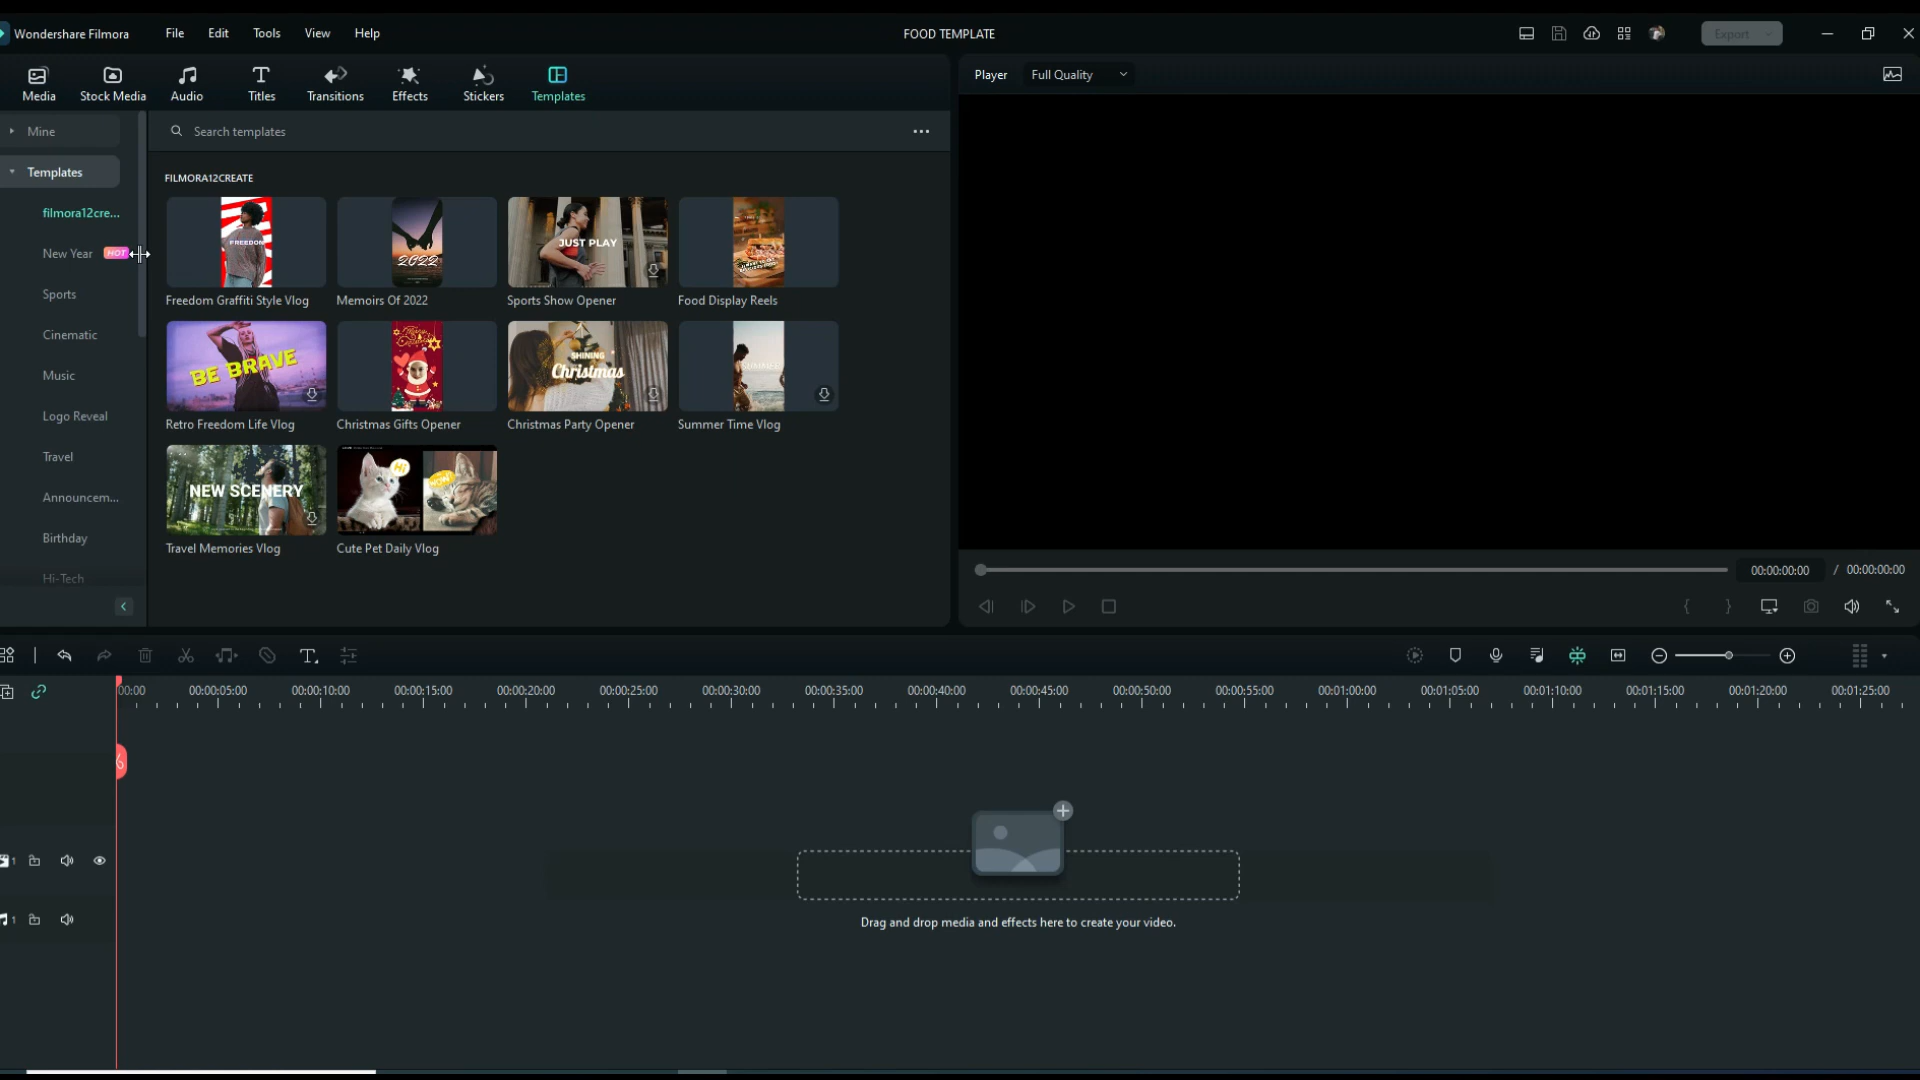 Wondershare Filmora File Edit Tools View Help FOOD TEMPLATE Export
Media Stock Media Audio Titles Transitions Effects Stickers Templates
Player Full Quality
Mine
Templates
filmora12cre...
New Year HOT
Sports
Cinematic
Music
Logo Reveal
Travel
Announcem...
Birthday
Hi-Tech
Search templates
FILMORA12CREATE
FREEDOM
2022
JUST PLAY
Freedom Graffiti Style Vlog Memoirs Of 2022 Sports Show Opener Food Display Reels
BE BRAVE
SHINING
Christmas
SUMMER
Retro Freedom Life Vlog Christmas Gifts Opener Christmas Party Opener Summer Time Vlog
NEW SCENERY
Hi
WOW!
Travel Memories Vlog Cute Pet Daily Vlog
00:00:00:00 / 00:00:00:00
00:00 00:00:05:00 00:00:10:00 00:00:15:00 00:00:20:00 00:00:25:00 00:00:30:00 00:00:35:00 00:00:40:00 00:00:45:00 00:00:50:00 00:00:55:00 00:01:00:00 00:01:05:00 00:01:10:00 00:01:15:00 00:01:20:00 00:01:25:00
1
1
Drag and drop media and effects here to create your video.